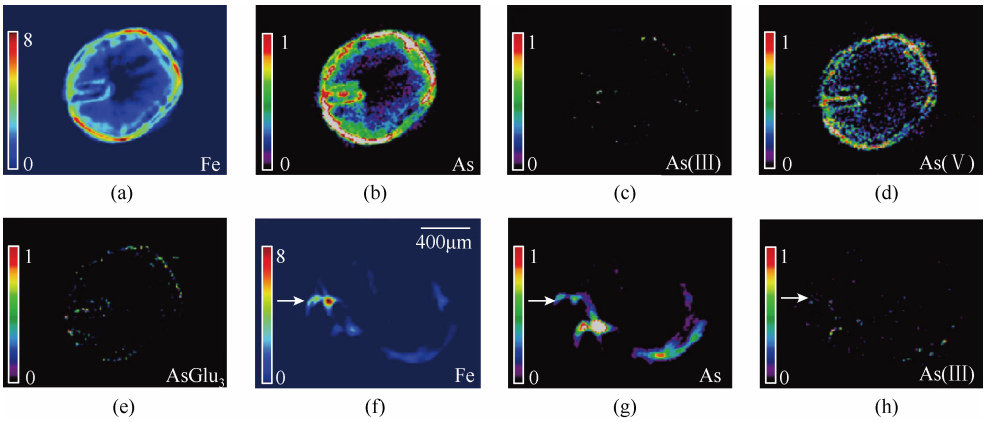 8 1 1 1
0 Fe 0 As 0 As(III) 0 As(Ⅴ)
(a) (b) (c) (d)
1 8 400μm 1 1
0 AsGlu₃ 0 Fe 0 As 0 As(III)
(e) (f) (g) (h)